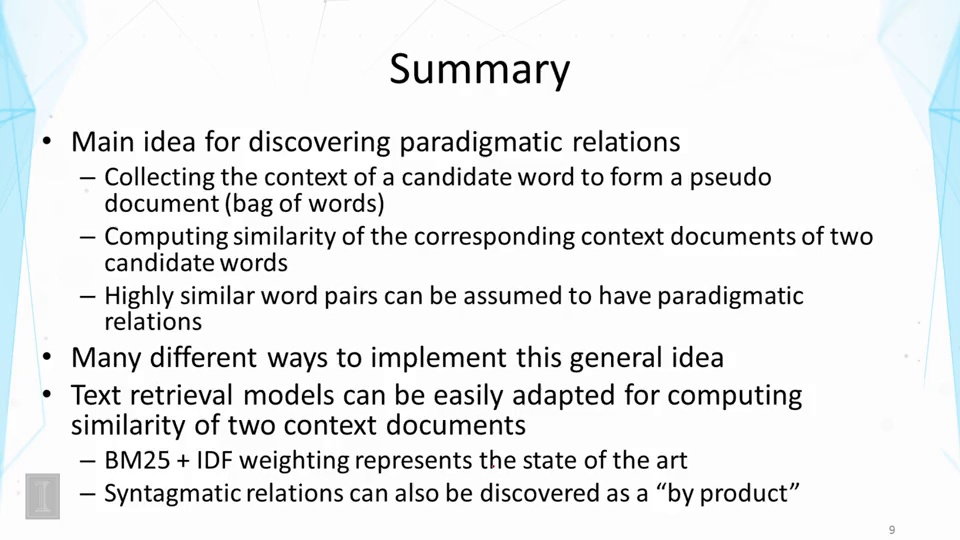 Summary
• Main idea for discovering paradigmatic relations
– Collecting the context of a candidate word to form a pseudo
document (bag of words)
– Computing similarity of the corresponding context documents of two
candidate words
– Highly similar word pairs can be assumed to have paradigmatic
relations
• Many different ways to implement this general idea
• Text retrieval models can be easily adapted for computing
similarity of two context documents
– BM25 + IDF weighting represents the state of the art
– Syntagmatic relations can also be discovered as a “by product”
I
9